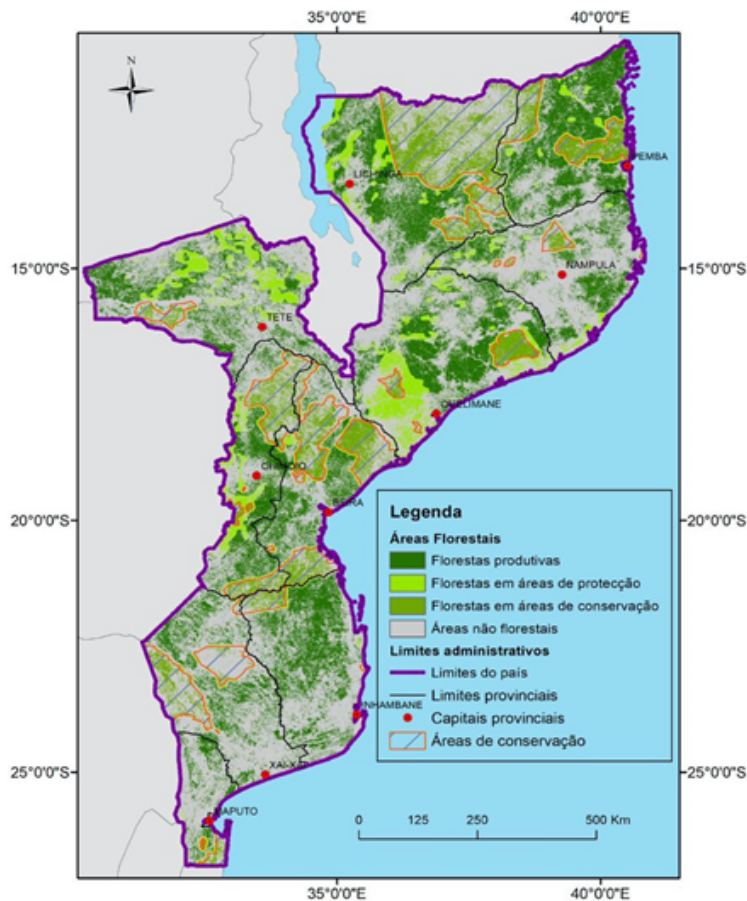 35°0'0"E 40°0'0"E
N
PEMBA
LICHINGA
15°0'0"S 15°0'0"S
NAMPULA
TETE
QUELIMANE
CHIMOIO
20°0'0"S 20°0'0"S
BEIRA
Legenda
Áreas Florestais
Florestas produtivas
Florestas em áreas de protecção
Florestas em áreas de conservação
Áreas não florestais
Limites administrativos
Limites do país
Limites provinciais
Capitais provinciais
Áreas de conservação
INHAMBANE
25°0'0"S 25°0'0"S
XAI-XAI
MAPUTO
0 125 250 500 Km
35°0'0"E 40°0'0"E